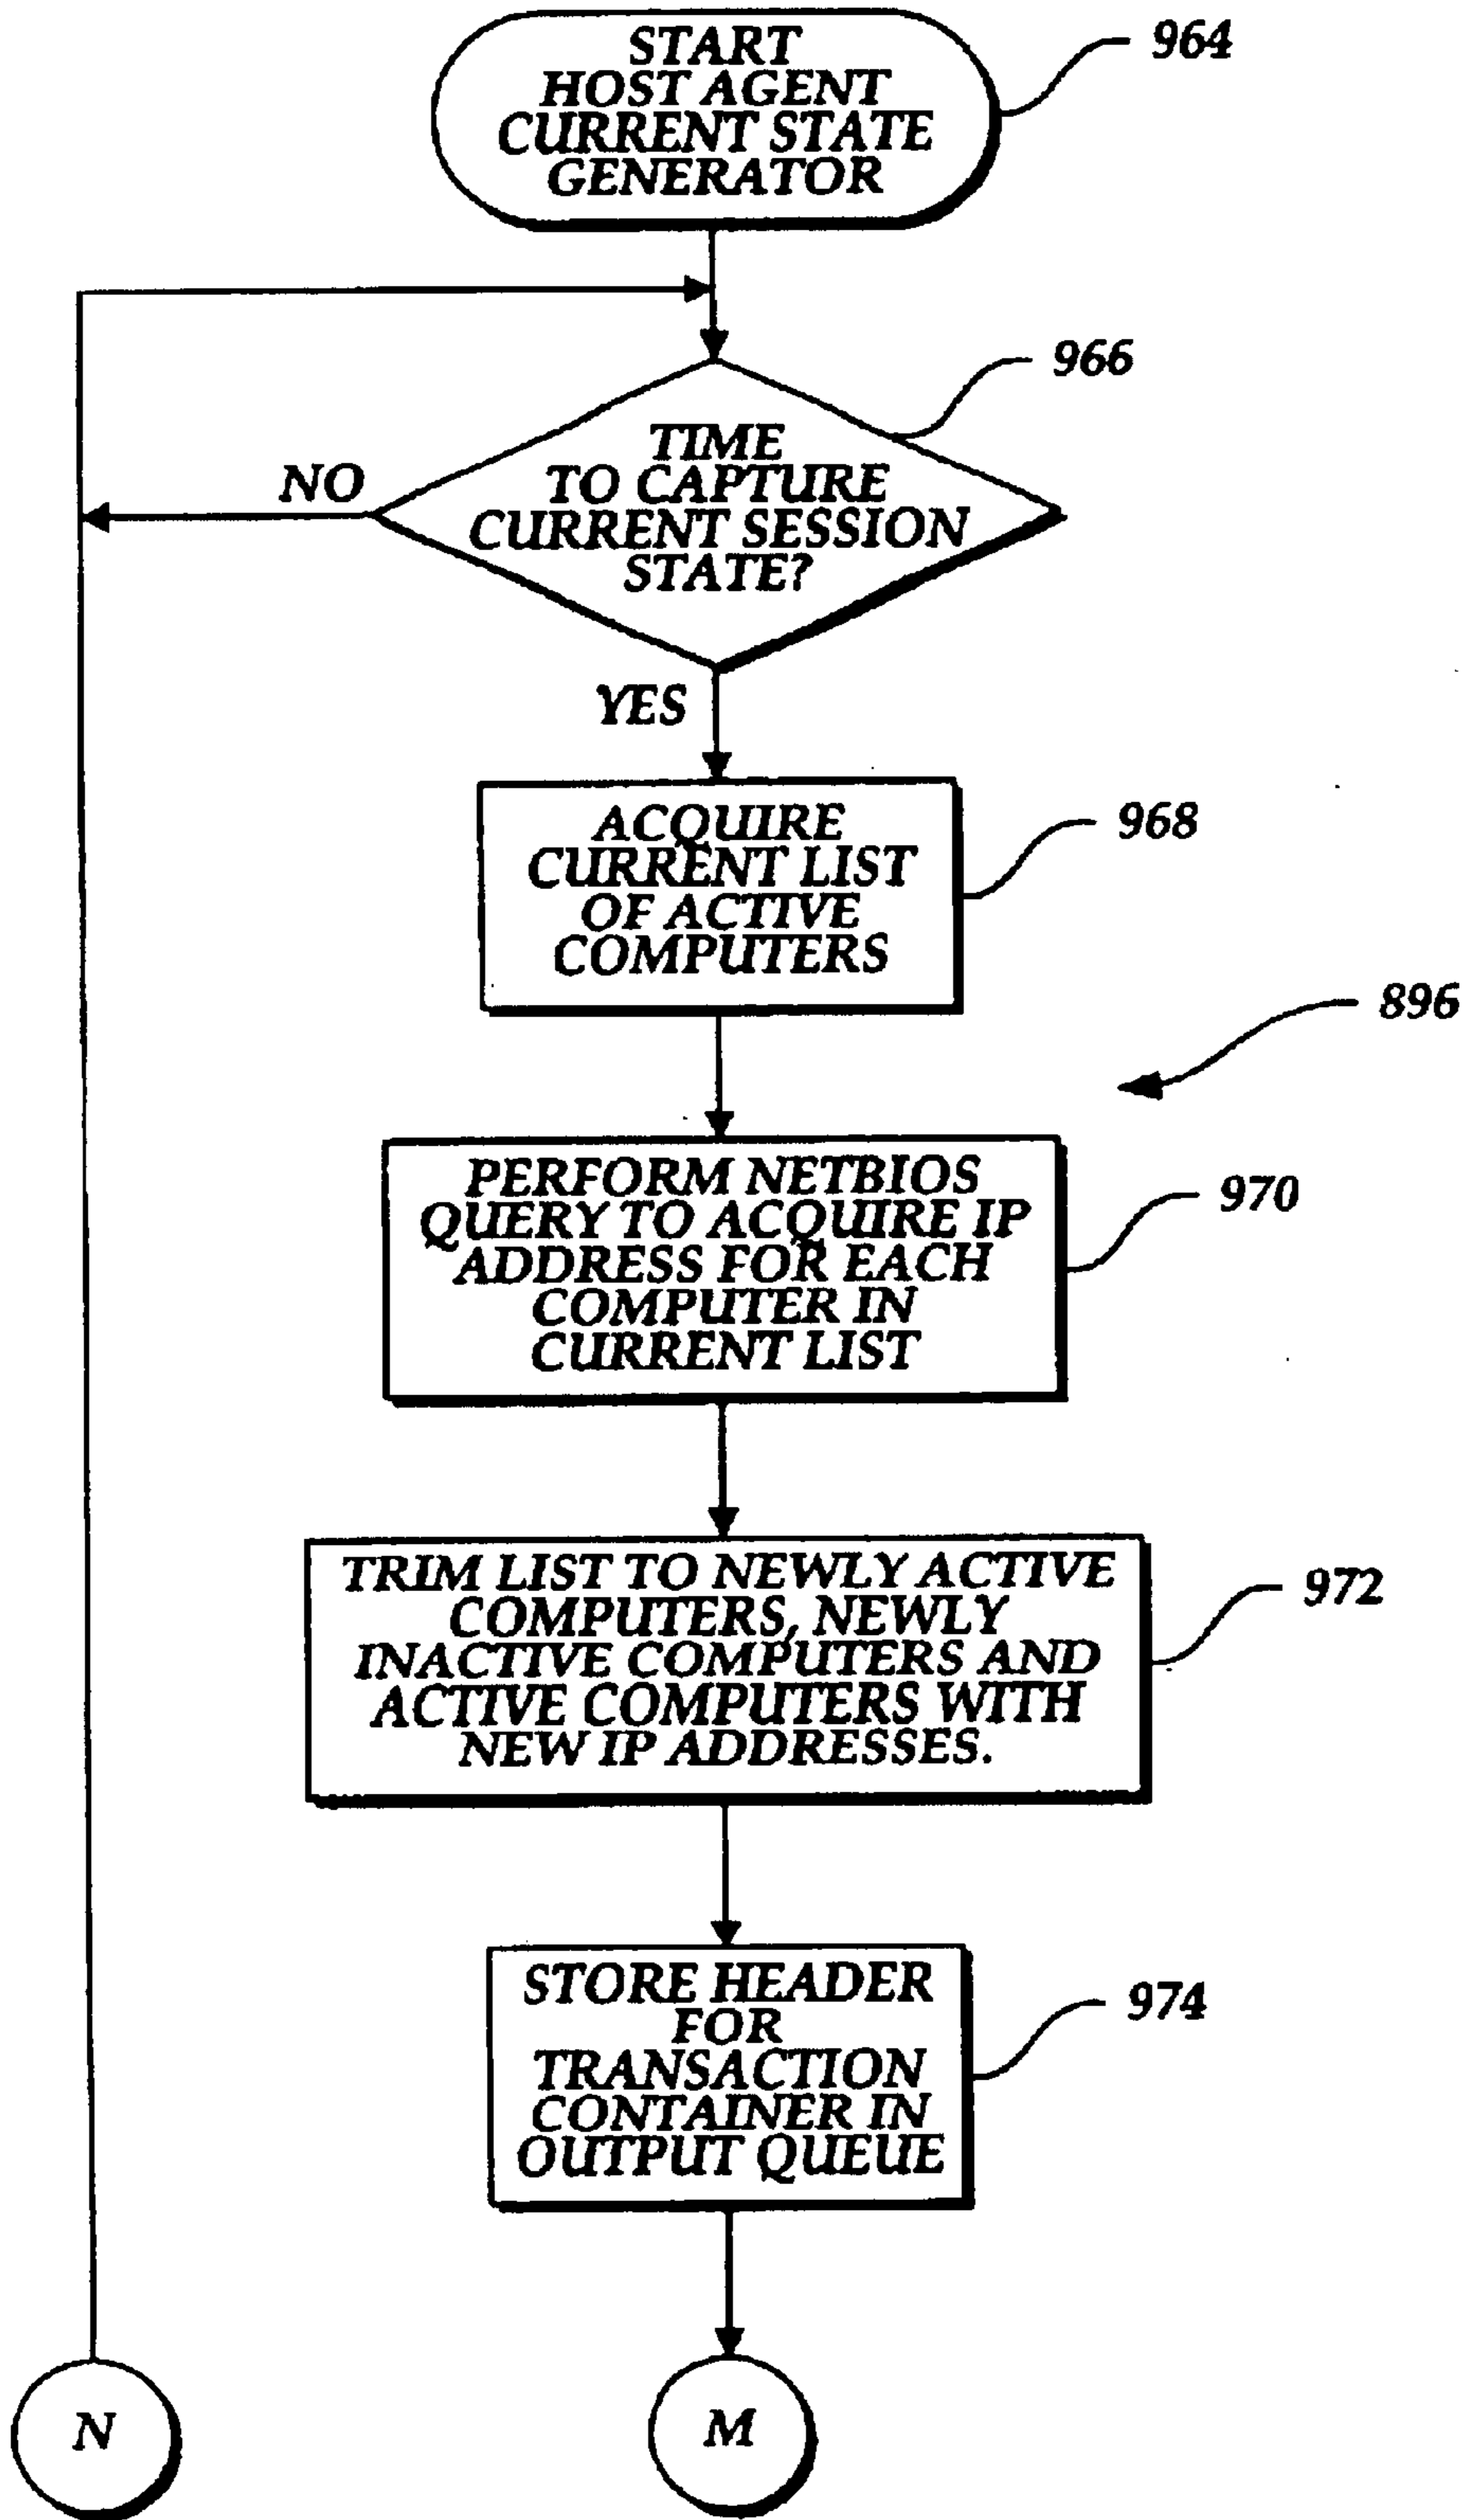 START
HOST AGENT
CURRENT STATE
GENERATOR
964
966
TIME
TO CAPTURE
CURRENT SESSION
STATE?
NO
YES
ACQUIRE
CURRENT LIST
OF ACTIVE
COMPUTERS
968
896
PERFORM NETBIOS
QUERY TO ACQUIRE IP
ADDRESS FOR EACH
COMPUTER IN
CURRENT LIST
970
TRIM LIST TO NEWLY ACTIVE
COMPUTERS, NEWLY
INACTIVE COMPUTERS AND
ACTIVE COMPUTERS WITH
NEW IP ADDRESSES.
972
STORE HEADER
FOR
TRANSACTION
CONTAINER IN
OUTPUT QUEUE
974
N
M